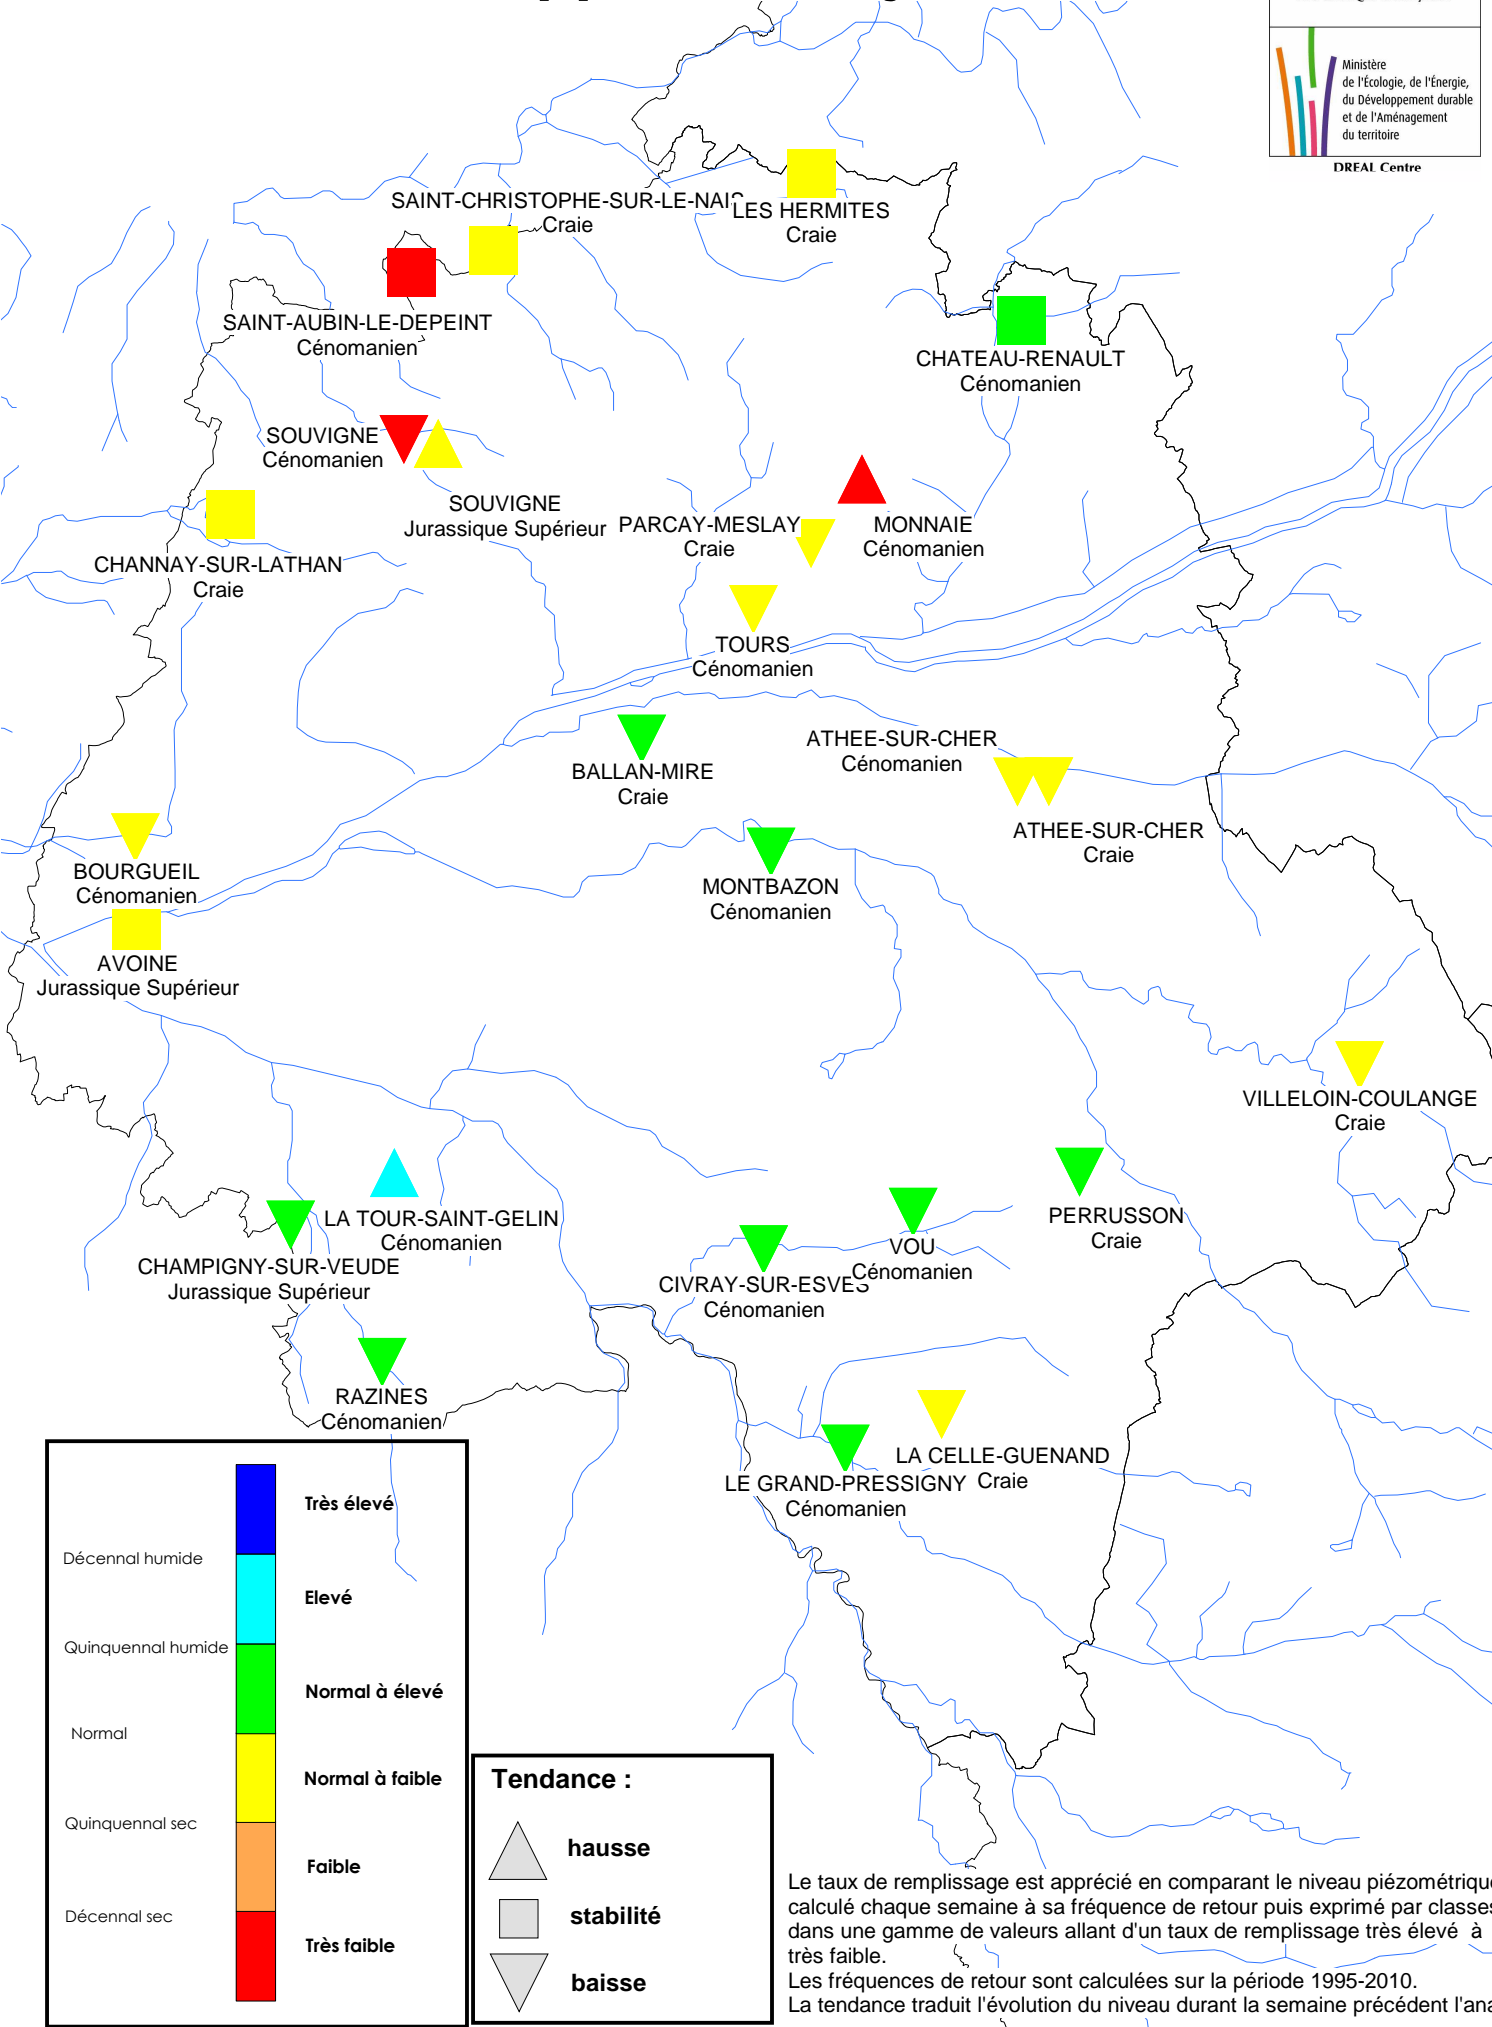 Ministère
de l'Écologie, de l'Énergie,
du Développement durable
et de l'Aménagement
du territoire
DREAL Centre
SAINT-CHRISTOPHE-SUR-LE-NAIS
Craie
LES HERMITES
Craie
SAINT-AUBIN-LE-DEPEINT
Cénomanien
CHATEAU-RENAULT
Cénomanien
SOUVIGNE
Cénomanien
SOUVIGNE
Jurassique Supérieur
PARCAY-MESLAY
Craie
MONNAIE
Cénomanien
CHANNAY-SUR-LATHAN
Craie
TOURS
Cénomanien
BALLAN-MIRE
Craie
ATHEE-SUR-CHER
Cénomanien
ATHEE-SUR-CHER
Craie
BOURGUEIL
Cénomanien
MONTBAZON
Cénomanien
AVOINE
Jurassique Supérieur
VILLELOIN-COULANGE
Craie
LA TOUR-SAINT-GELIN
Cénomanien
PERRUSSON
Craie
VOU
Cénomanien
CHAMPIGNY-SUR-VEUDE
Jurassique Supérieur
CIVRAY-SUR-ESVES
Cénomanien
RAZINES
Cénomanien
LA CELLE-GUENAND
Craie
LE GRAND-PRESSIGNY
Cénomanien
Très élevé
Décennal humide
Elevé
Quinquennal humide
Normal à élevé
Normal
Normal à faible
Quinquennal sec
Faible
Décennal sec
Très faible
Tendance :
hausse
stabilité
baisse
Le taux de remplissage est apprécié en comparant le niveau piézométrique
calculé chaque semaine à sa fréquence de retour puis exprimé par classes
dans une gamme de valeurs allant d'un taux de remplissage très élevé à
très faible.
Les fréquences de retour sont calculées sur la période 1995-2010.
La tendance traduit l'évolution du niveau durant la semaine précédent